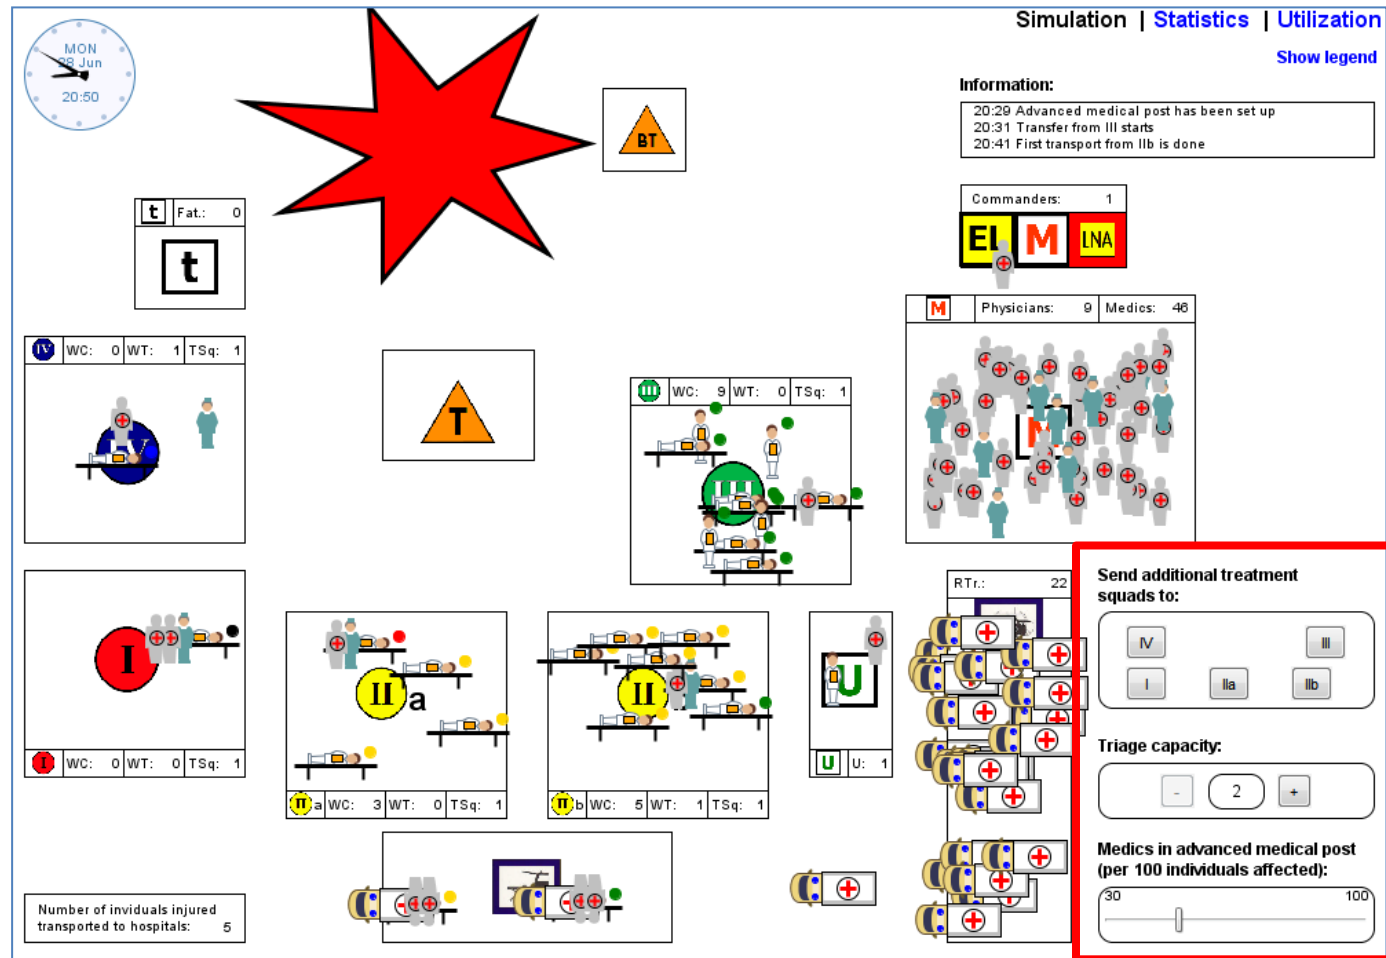 Simulation | Statistics | Utilization
Show legend
MON
28 Jun
20:50
BT
Information:
20:29 Advanced medical post has been set up
20:31 Transfer from III starts
20:41 First transport from IIb is done
t Fat.: 0
t
Commanders: 1
EL M LNA
M Physicians: 9 Medics: 46
M
IV WC: 0 WT: 1 TSq: 1
IV
T
III WC: 9 WT: 0 TSq: 1
III
I
I WC: 0 WT: 0 TSq: 1
II a
II a WC: 3 WT: 0 TSq: 1
II
II b WC: 5 WT: 1 TSq: 1
U
U U: 1
RTr.: 22
Send additional treatment
squads to:
IV III
I IIa IIb
Triage capacity:
- 2 +
Medics in advanced medical post
(per 100 individuals affected):
30 100
Number of inviduals injured
transported to hospitals: 5